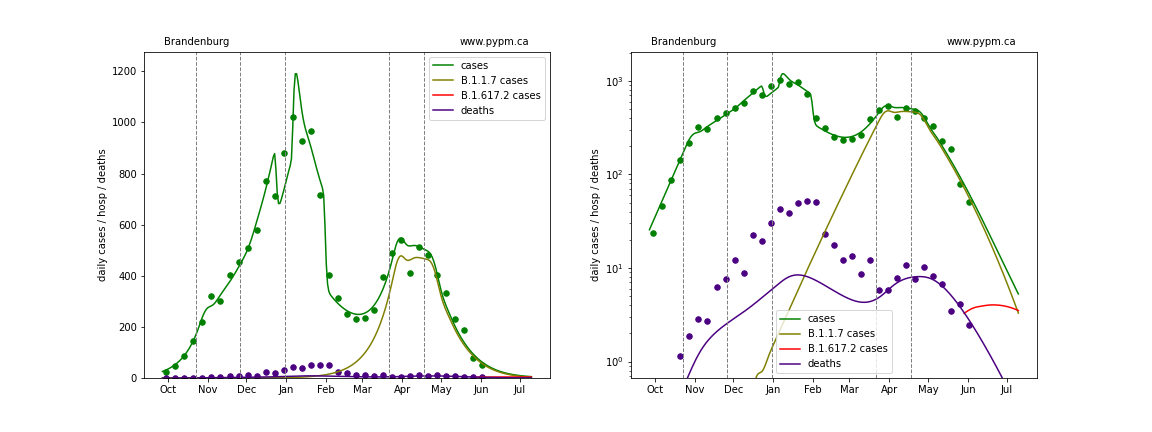 Brandenburg www.pypm.ca
daily cases / hosp / deaths
1200
1000
800
600
400
200
0
Oct Nov Dec Jan Feb Mar Apr May Jun Jul
cases
B.1.1.7 cases
B.1.617.2 cases
deaths
Brandenburg www.pypm.ca
daily cases / hosp / deaths
10³
10²
10¹
10⁰
Oct Nov Dec Jan Feb Mar Apr May Jun Jul
cases
B.1.1.7 cases
B.1.617.2 cases
deaths